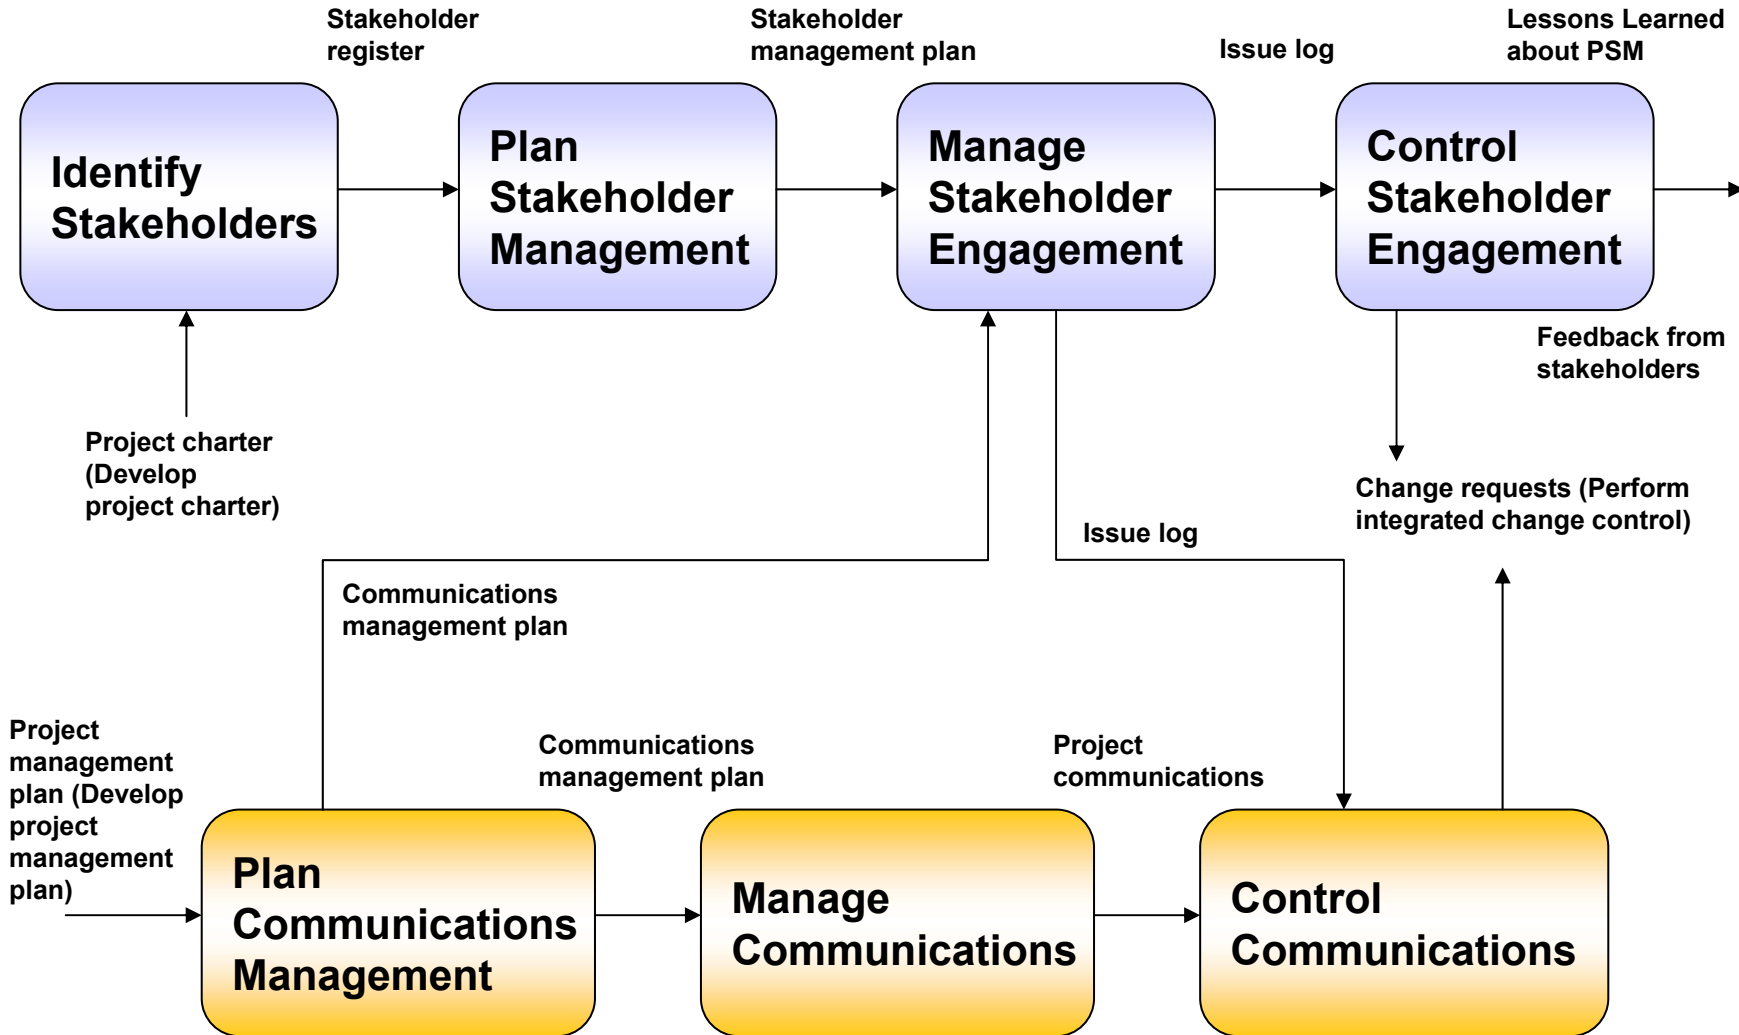 Stakeholder
register
Stakeholder
management plan
Issue log
Lessons Learned
about PSM
Identify
Stakeholders
Plan
Stakeholder
Management
Manage
Stakeholder
Engagement
Control
Stakeholder
Engagement
Feedback from
stakeholders
Project charter
(Develop
project charter)
Change requests (Perform
integrated change control)
Issue log
Communications
management plan
Project
management
plan (Develop
project
management
plan)
Communications
management plan
Project
communications
Plan
Communications
Management
Manage
Communications
Control
Communications